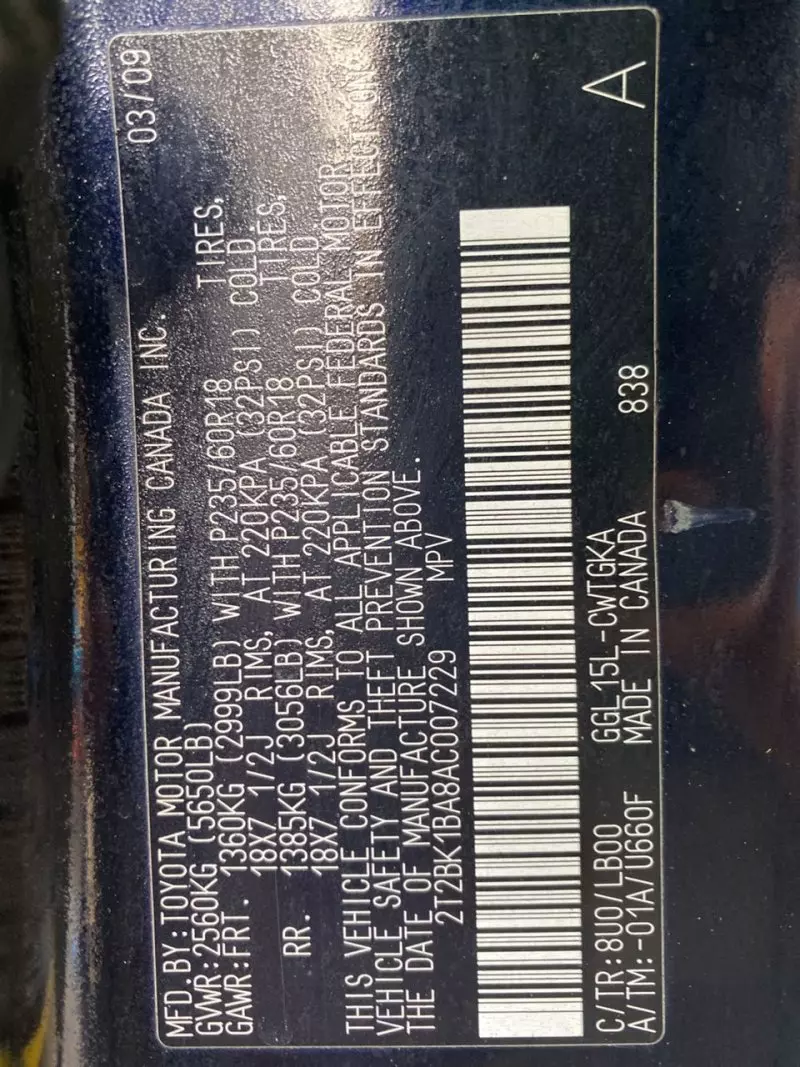 MFD.BY:TOYOTA MOTOR MANUFACTURING CANADA INC. 03/09
GVWR:2560KG (5650LB)
GAWR:FRT. 1360KG (2999LB) WITH P235/60R18 TIRES,
18X7 1/2J RIMS, AT 220KPA (32PSI) COLD.
RR. 1385KG (3056LB) WITH P235/60R18 TIRES,
18X7 1/2J RIMS, AT 220KPA (32PSI) COLD
THIS VEHICLE CONFORMS TO ALL APPLICABLE FEDERAL MOTOR
VEHICLE SAFETY AND THEFT PREVENTION STANDARDS IN EFFECT ON
THE DATE OF MANUFACTURE SHOWN ABOVE.
2T2BK1BA8AC007229 MPV
C/TR:8U0/LB00 GGL15L-CWTGKA A
A/TM:-01A/U660F MADE IN CANADA 838